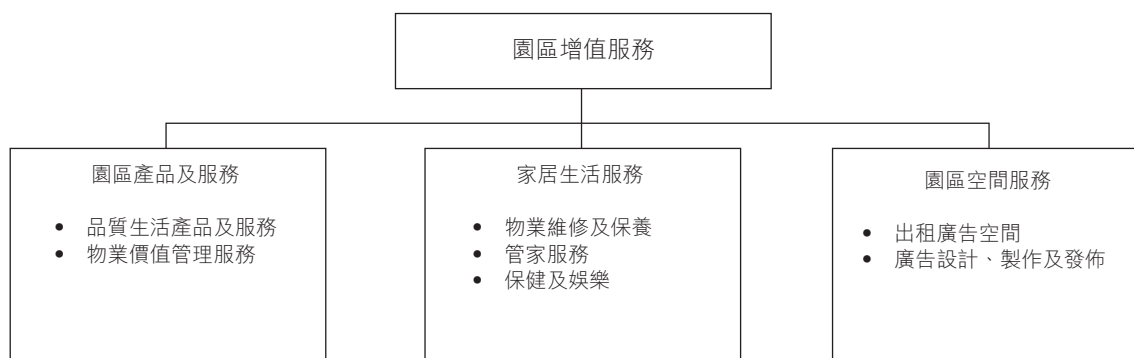 園區增值服務
園區產品及服務
• 品質生活產品及服務
• 物業價值管理服務
家居生活服務
• 物業維修及保養
• 管家服務
• 保健及娛樂
園區空間服務
• 出租廣告空間
• 廣告設計、製作及發佈